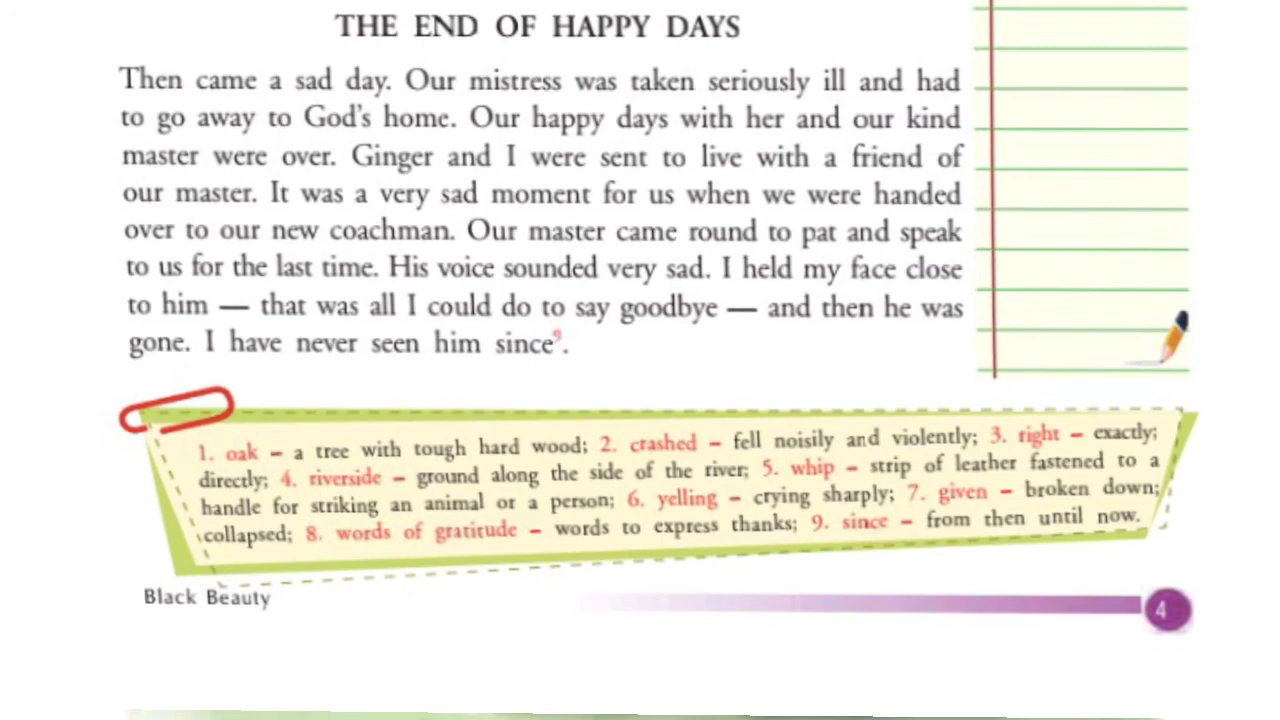 THE END OF HAPPY DAYS
Then came a sad day. Our mistress was taken seriously ill and had
to go away to God's home. Our happy days with her and our kind
master were over. Ginger and I were sent to live with a friend of
our master. It was a very sad moment for us when we were handed
over to our new coachman. Our master came round to pat and speak
to us for the last time. His voice sounded very sad. I held my face close
to him — that was all I could do to say goodbye — and then he was
gone. I have never seen him since⁹.
1. oak – a tree with tough hard wood; 2. crashed – fell noisily and violently; 3. right – exactly;
directly; 4. riverside – ground along the side of the river; 5. whip – strip of leather fastened to a
handle for striking an animal or a person; 6. yelling – crying sharply; 7. given – broken down;
collapsed; 8. words of gratitude – words to express thanks; 9. since – from then until now.
Black Beauty
4